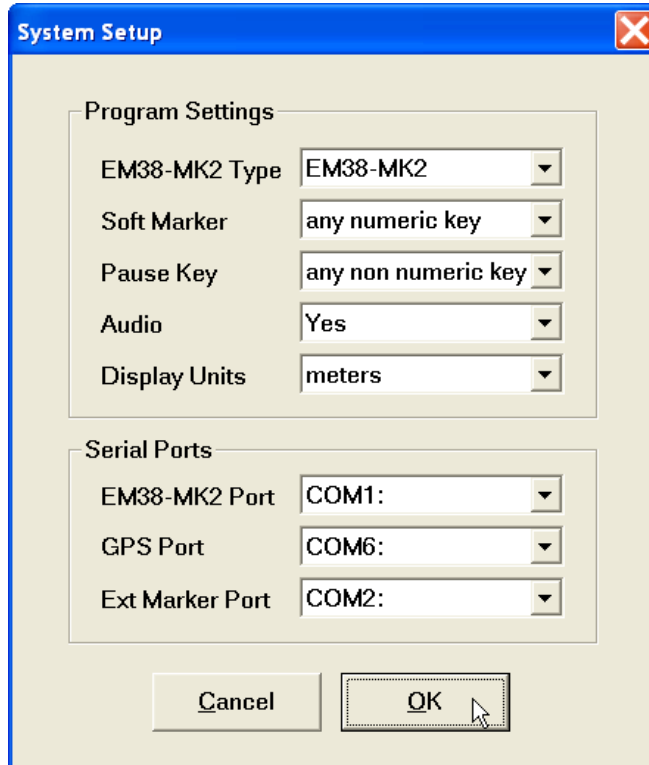 System Setup
Program Settings
EM38-MK2 Type EM38-MK2
Soft Marker any numeric key
Pause Key any non numeric key
Audio Yes
Display Units meters
Serial Ports
EM38-MK2 Port COM1:
GPS Port COM6:
Ext Marker Port COM2:
Cancel OK